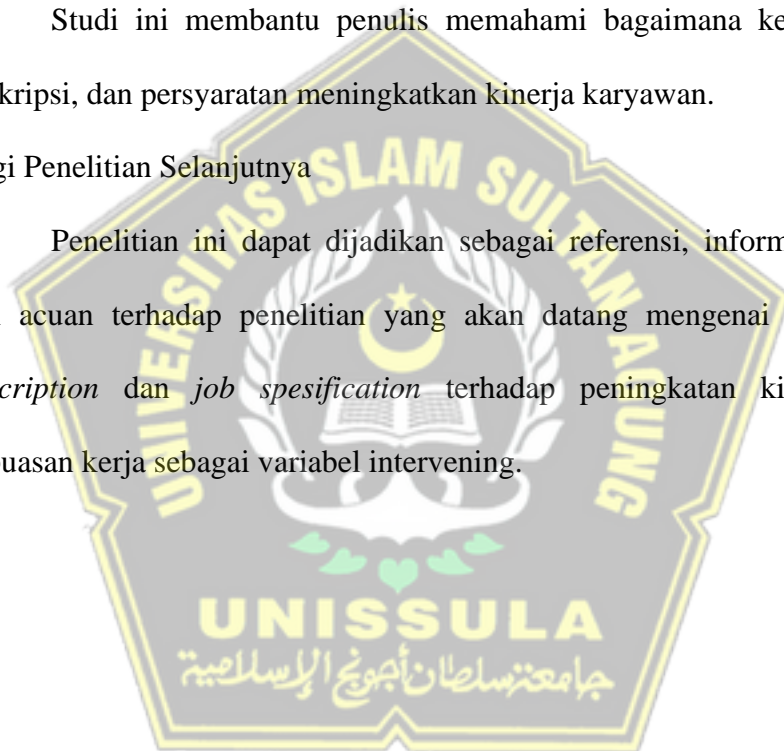 Studi ini membantu penulis memahami bagaimana ke
kripsi, dan persyaratan meningkatkan kinerja karyawan.
gi Penelitian Selanjutnya
Penelitian ini dapat dijadikan sebagai referensi, inform
acuan terhadap penelitian yang akan datang mengenai
cription dan job spesification terhadap peningkatan ki
uasan kerja sebagai variabel intervening.
UNIVERSITAS ISLAM SULTAN AGUNG
UNISSULA
جامعتنسلطان أجونج الإسلامية